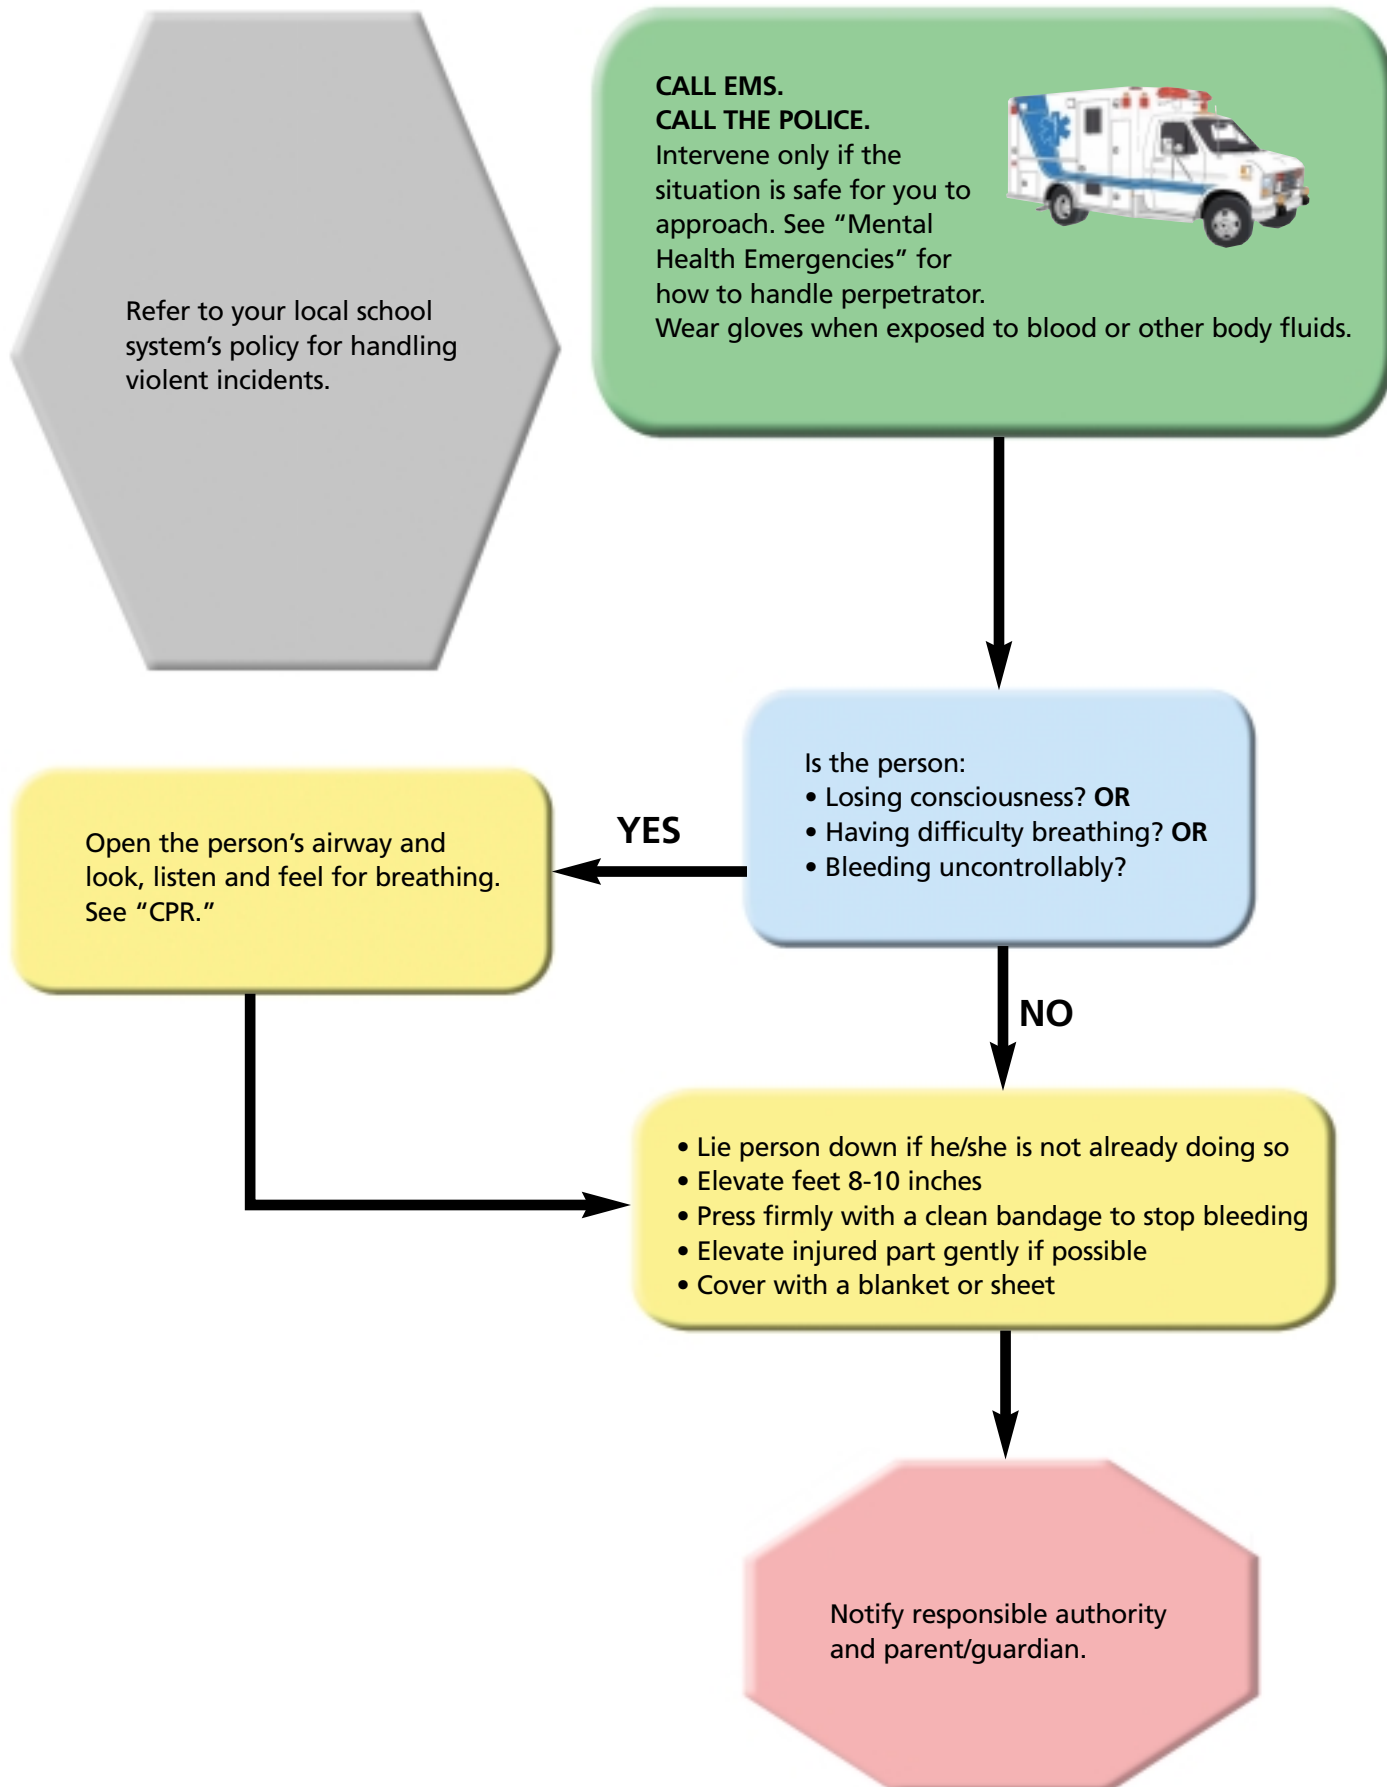 Refer to your local school
system’s policy for handling
violent incidents.
CALL EMS.
CALL THE POLICE.
Intervene only if the
situation is safe for you to
approach. See “Mental
Health Emergencies” for
how to handle perpetrator.
Wear gloves when exposed to blood or other body fluids.
Is the person:
• Losing consciousness? OR
• Having difficulty breathing? OR
• Bleeding uncontrollably?
YES
Open the person’s airway and
look, listen and feel for breathing.
See “CPR.”
NO
• Lie person down if he/she is not already doing so
• Elevate feet 8-10 inches
• Press firmly with a clean bandage to stop bleeding
• Elevate injured part gently if possible
• Cover with a blanket or sheet
Notify responsible authority
and parent/guardian.